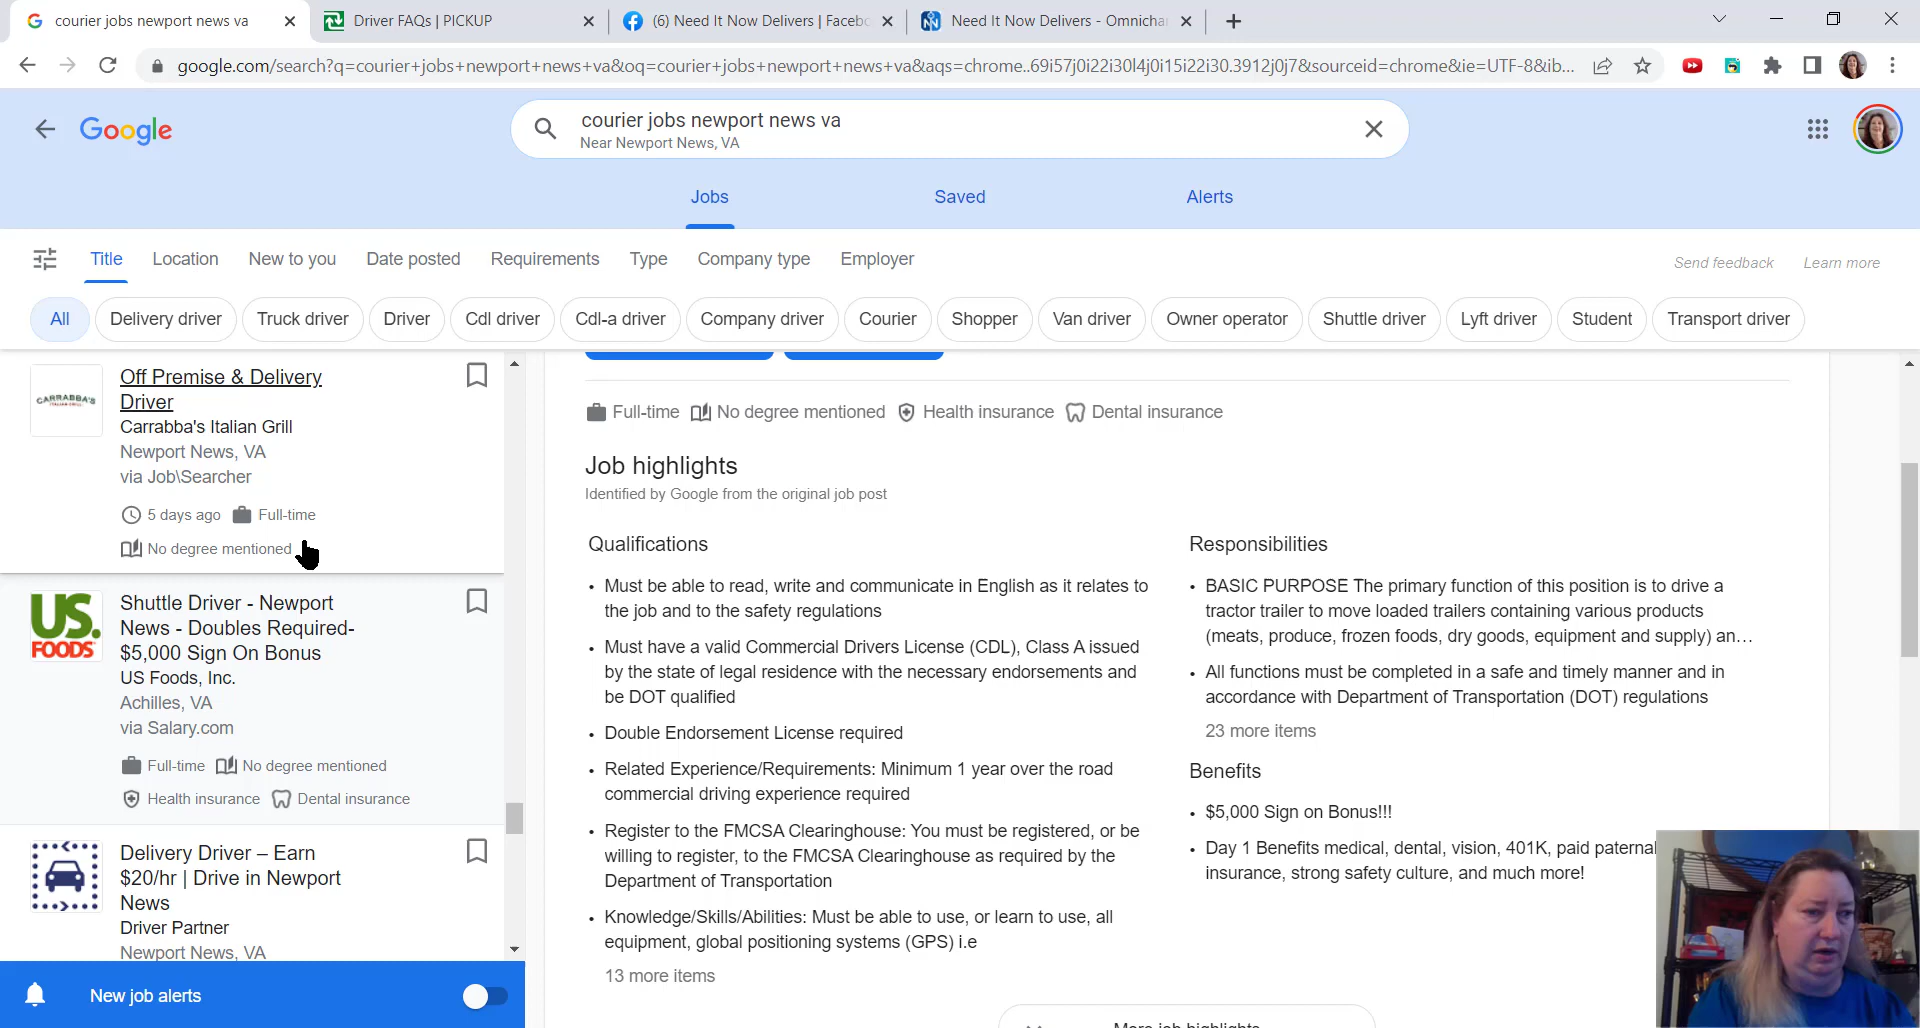 courier jobs newport news va
Driver FAQs | PICKUP
(6) Need It Now Delivers | Facebo
Need It Now Delivers - Omnichar
google.com/search?q=courier+jobs+newport+news+va&oq=courier+jobs+newport+news+va&aqs=chrome..69i57j0i22i30l4j0i15i22i30.3912j0j7&sourceid=chrome&ie=UTF-8&ib...
Google
courier jobs newport news va
Near Newport News, VA
Jobs
Saved
Alerts
Title
Location
New to you
Date posted
Requirements
Type
Company type
Employer
Send feedback
Learn more
All
Delivery driver
Truck driver
Driver
Cdl driver
Cdl-a driver
Company driver
Courier
Shopper
Van driver
Owner operator
Shuttle driver
Lyft driver
Student
Transport driver
CARRABBA'S
Off Premise & Delivery
Driver
Carrabba's Italian Grill
Newport News, VA
via Job\Searcher
5 days ago
Full-time
No degree mentioned
US.
FOODS
Shuttle Driver - Newport
News - Doubles Required-
$5,000 Sign On Bonus
US Foods, Inc.
Achilles, VA
via Salary.com
Full-time
No degree mentioned
Health insurance
Dental insurance
Delivery Driver – Earn
$20/hr | Drive in Newport
News
Driver Partner
Newport News, VA
New job alerts
Full-time
No degree mentioned
Health insurance
Dental insurance
Job highlights
Identified by Google from the original job post
Qualifications
• Must be able to read, write and communicate in English as it relates to
the job and to the safety regulations
• Must have a valid Commercial Drivers License (CDL), Class A issued
by the state of legal residence with the necessary endorsements and
be DOT qualified
• Double Endorsement License required
• Related Experience/Requirements: Minimum 1 year over the road
commercial driving experience required
• Register to the FMCSA Clearinghouse: You must be registered, or be
willing to register, to the FMCSA Clearinghouse as required by the
Department of Transportation
• Knowledge/Skills/Abilities: Must be able to use, or learn to use, all
equipment, global positioning systems (GPS) i.e
13 more items
Responsibilities
• BASIC PURPOSE The primary function of this position is to drive a
tractor trailer to move loaded trailers containing various products
(meats, produce, frozen foods, dry goods, equipment and supply) an...
• All functions must be completed in a safe and timely manner and in
accordance with Department of Transportation (DOT) regulations
23 more items
Benefits
• $5,000 Sign on Bonus!!!
• Day 1 Benefits medical, dental, vision, 401K, paid paternal
insurance, strong safety culture, and much more!
More job highlights